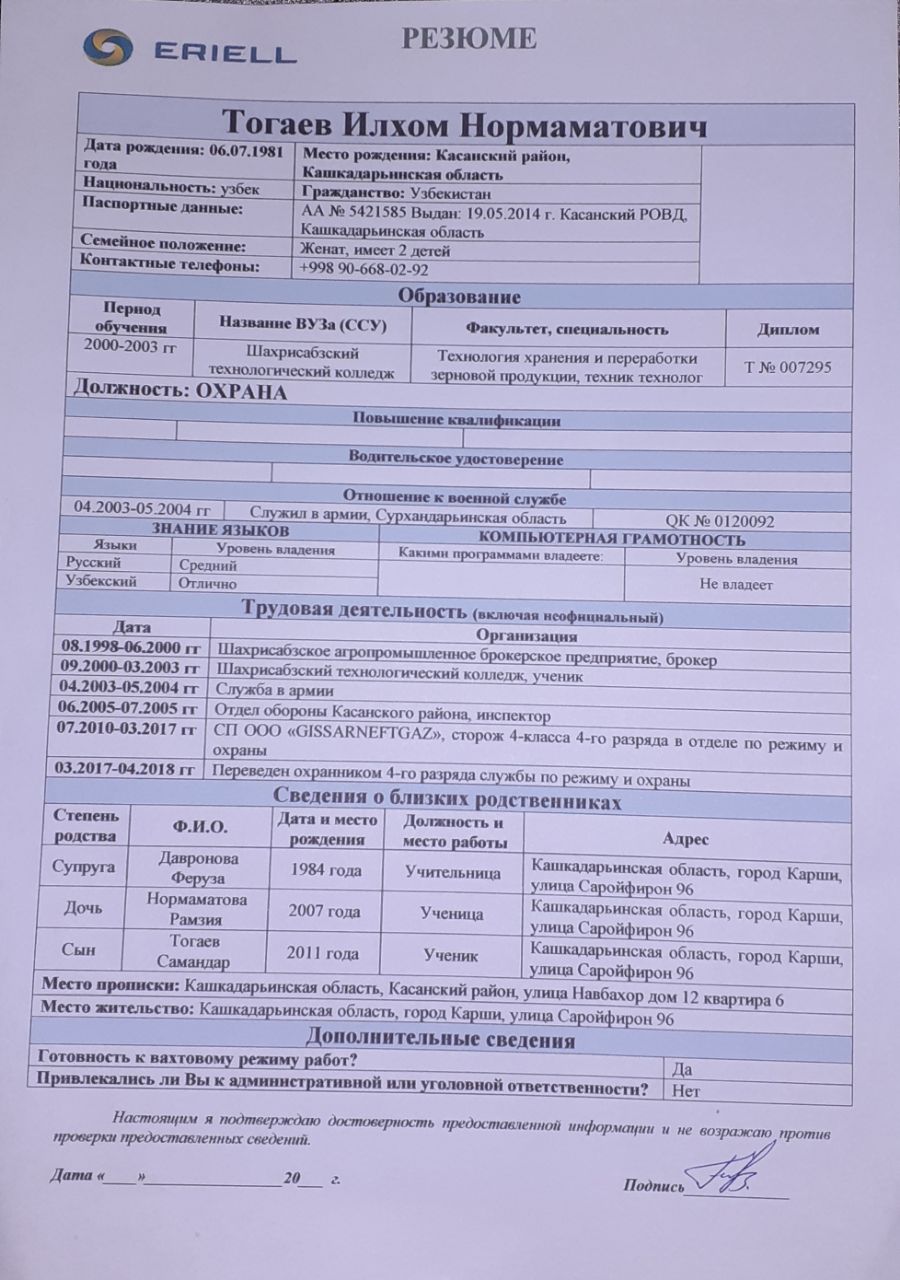 ERIELL
РЕЗЮМЕ
Тогаев Илхом Нормаматович
Дата рождения: 06.07.1981 года
Место рождения: Касанский район, Кашкадарьинская область
Национальность: узбек
Гражданство: Узбекистан
Паспортные данные:
АА № 5421585 Выдан: 19.05.2014 г. Касанский РОВД, Кашкадарьинская область
Семейное положение:
Женат, имеет 2 детей
Контактные телефоны:
+998 90-668-02-92
Образование
Период обучения
Название ВУЗа (ССУ)
Факультет, специальность
Диплом
2000-2003 гг
Шахрисабзский технологический колледж
Технология хранения и переработки зерновой продукции, техник технолог
Т № 007295
Должность: ОХРАНА
Повышение квалификации
Водительское удостоверение
Отношение к военной службе
04.2003-05.2004 гг
Служил в армии, Сурхандарьинская область
QК № 0120092
ЗНАНИЕ ЯЗЫКОВ
КОМПЬЮТЕРНАЯ ГРАМОТНОСТЬ
Языки
Уровень владения
Какими программами владеете:
Уровень владения
Русский
Средний
Узбекский
Отлично
Не владеет
Трудовая деятельность (включая неофициальный)
Дата
Организация
08.1998-06.2000 гг
Шахрисабзское агропромышленное брокерское предприятие, брокер
09.2000-03.2003 гг
Шахрисабзский технологический колледж, ученик
04.2003-05.2004 гг
Служба в армии
06.2005-07.2005 гг
Отдел обороны Касанского района, инспектор
07.2010-03.2017 гг
СП ООО «GISSARNEFTGAZ», сторож 4-класса 4-го разряда в отделе по режиму и охраны
03.2017-04.2018 гг
Переведен охранником 4-го разряда службы по режиму и охраны
Сведения о близких родственниках
Степень родства
Ф.И.О.
Дата и место рождения
Должность и место работы
Адрес
Супруга
Давронова Феруза
1984 года
Учительница
Кашкадарьинская область, город Карши, улица Саройфирон 96
Дочь
Нормаматова Рамзия
2007 года
Ученица
Кашкадарьинская область, город Карши, улица Саройфирон 96
Сын
Тогаев Самандар
2011 года
Ученик
Кашкадарьинская область, город Карши, улица Саройфирон 96
Место прописки: Кашкадарьинская область, Касанский район, улица Навбахор дом 12 квартира 6
Место жительство: Кашкадарьинская область, город Карши, улица Саройфирон 96
Дополнительные сведения
Готовность к вахтовому режиму работ?
Да
Привлекались ли Вы к административной или уголовной ответственности?
Нет
Настоящим я подтверждаю достоверность предоставленной информации и не возражаю против
проверки предоставленных сведений.
Дата «____»________________20___ г.
Подпись